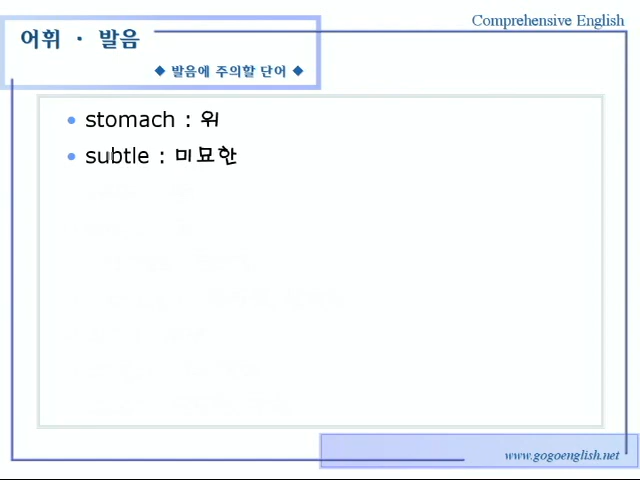 Comprehensive English
어휘 · 발음
◆ 발음에 주의할 단어 ◆
• stomach : 위
• subtle : 미묘한
www.gogoenglish.net